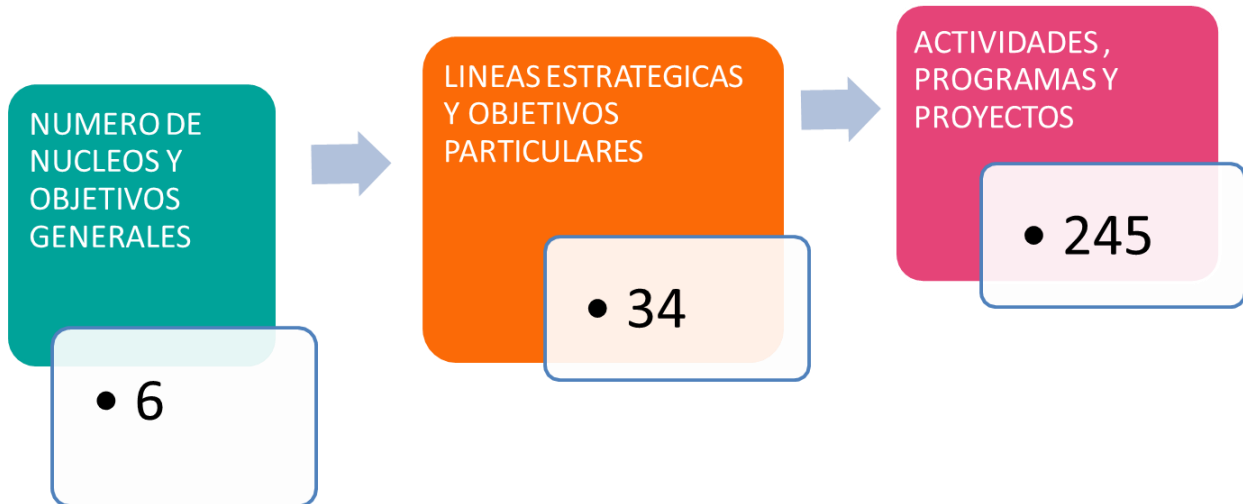 NUMERO DE
NUCLEOS Y
OBJETIVOS
GENERALES
• 6
LINEAS ESTRATEGICAS
Y OBJETIVOS
PARTICULARES
• 34
ACTIVIDADES ,
PROGRAMAS Y
PROYECTOS
• 245